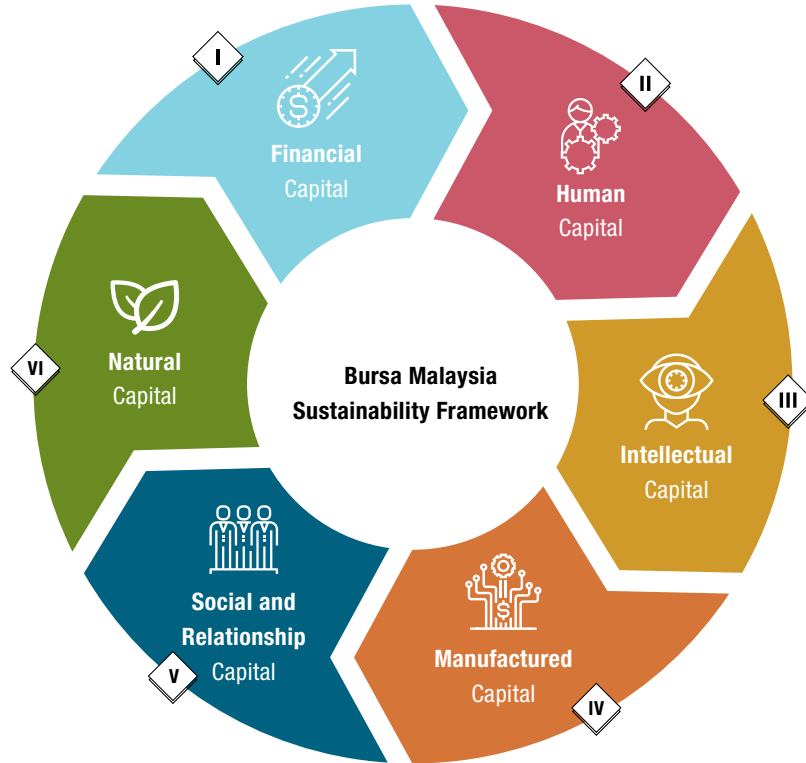 I
Financial
Capital
II
Human
Capital
III
Intellectual
Capital
IV
Manufactured
Capital
V
Social and
Relationship
Capital
VI
Natural
Capital
Bursa Malaysia
Sustainability Framework
$
$